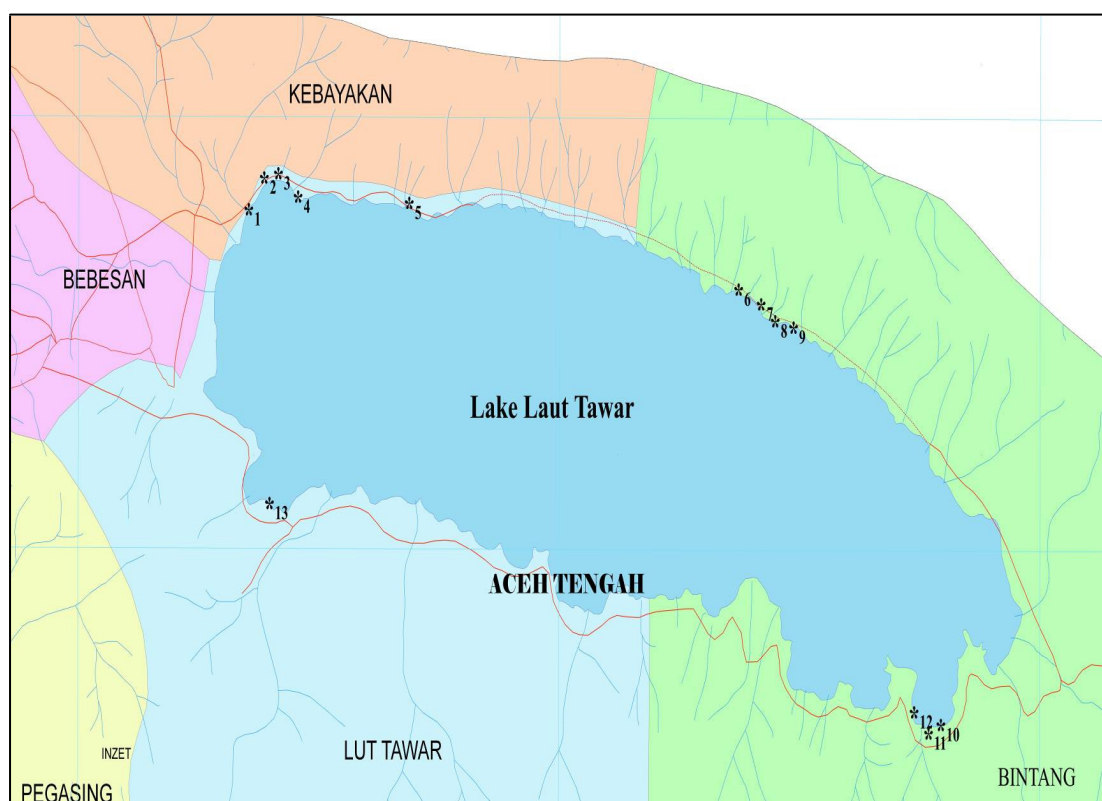 KEBAYAKAN
*2 *3
*4
*1
*5
BEBESAN
*6
*7
*8 *9
Lake Laut Tawar
*13
ACEH TENGAH
*12 *10
*11
INZET
LUT TAWAR
BINTANG
PEGASING